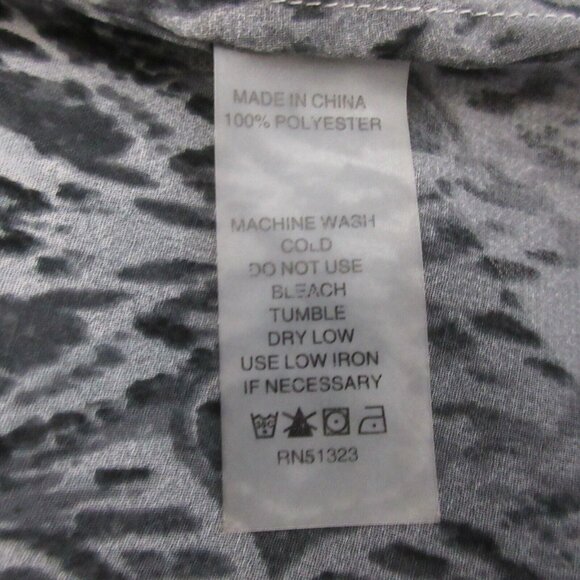 MADE IN CHINA
100% POLYESTER
MACHINE WASH
COLD
DO NOT USE
BLEACH
TUMBLE
DRY LOW
USE LOW IRON
IF NECESSARY
RN51323